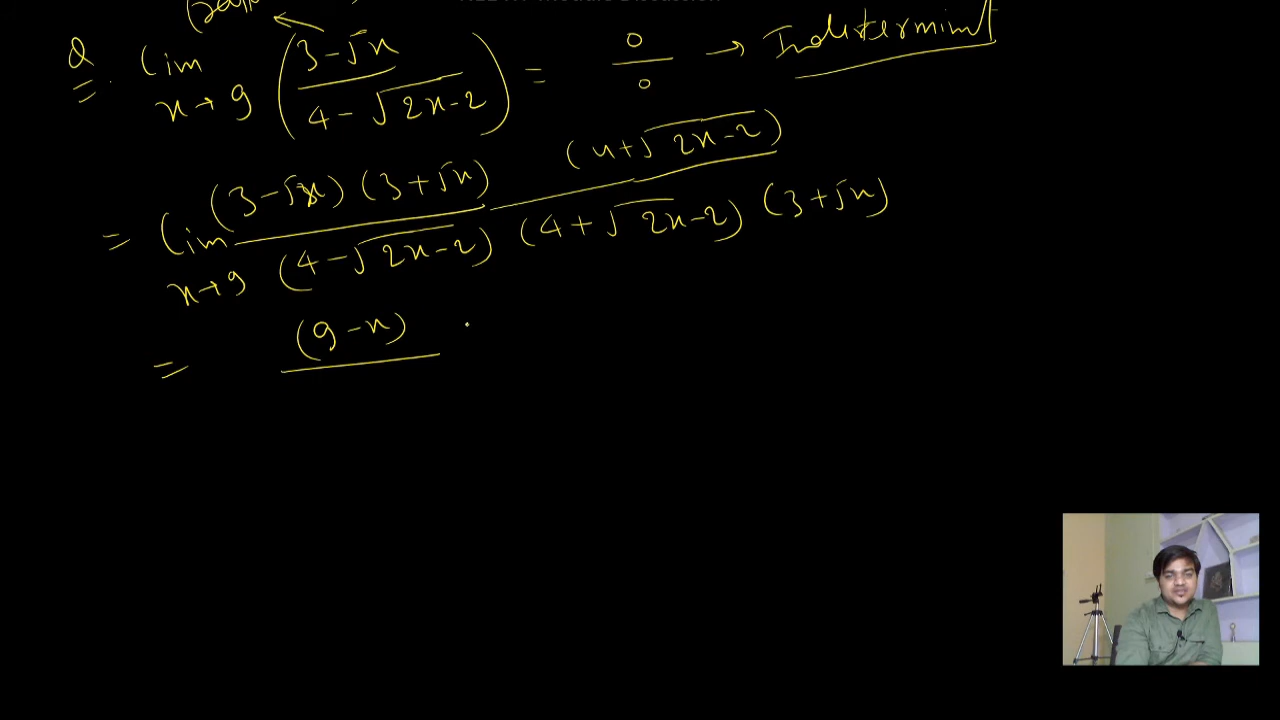 Q lim x→9 (3-√x / 4-√2x-2) = 0/0 → Indetermint
= lim x→9 (3-√x) (3+√x) (4+√2x-2) / (4-√2x-2) (4+√2x-2) (3+√x)
= (9-x)